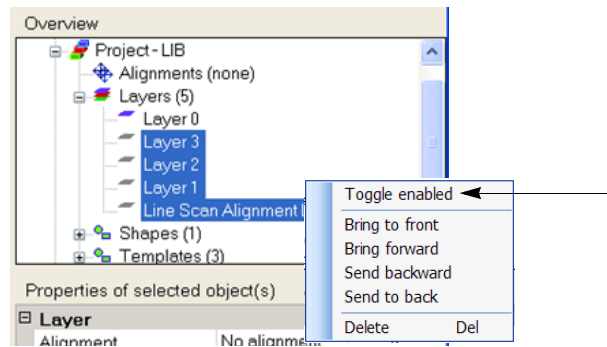 Overview
Project - LIB
Alignments (none)
Layers (5)
Layer 0
Layer 3
Layer 2
Layer 1
Line Scan Alignment
Toggle enabled
Bring to front
Bring forward
Send backward
Send to back
Delete Del
Shapes (1)
Templates (3)
Properties of selected object(s)
Layer
Alignment No alignment